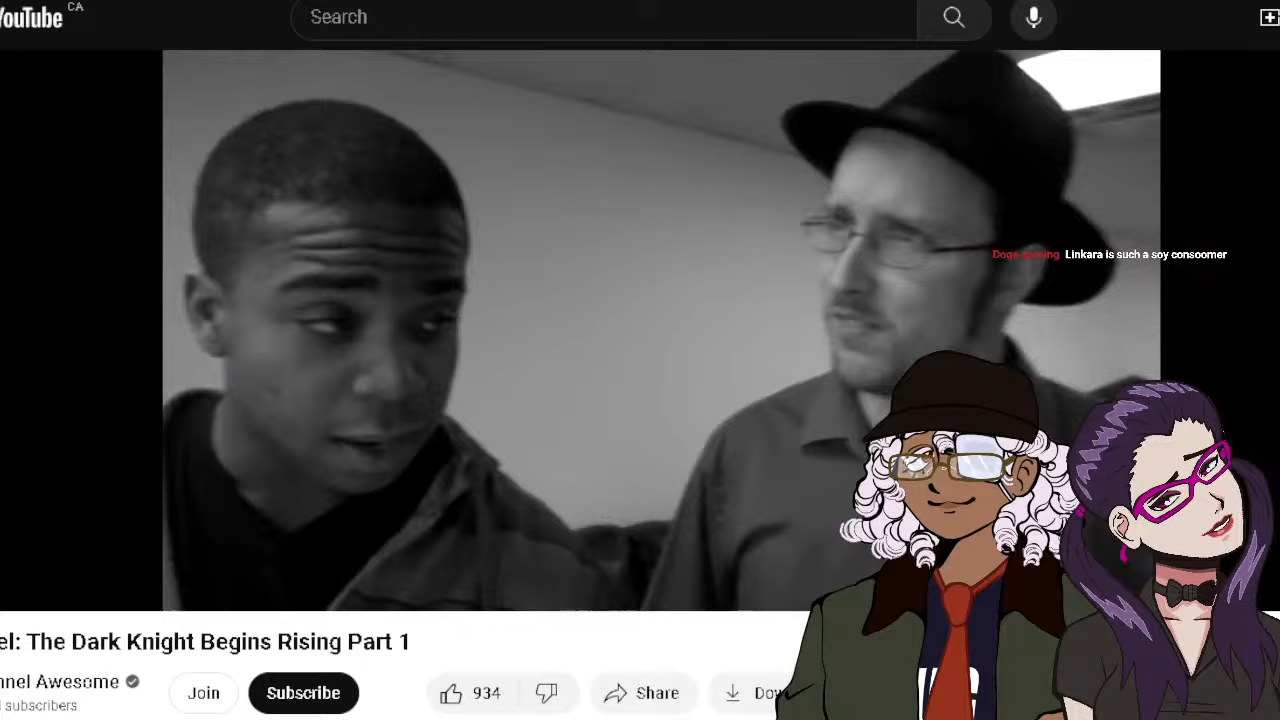 YouTube CA
Search
Linkara is such a soy consoomer
el: The Dark Knight Begins Rising Part 1
nnel Awesome
Join
Subscribe
934
Share
Dow
subscribers